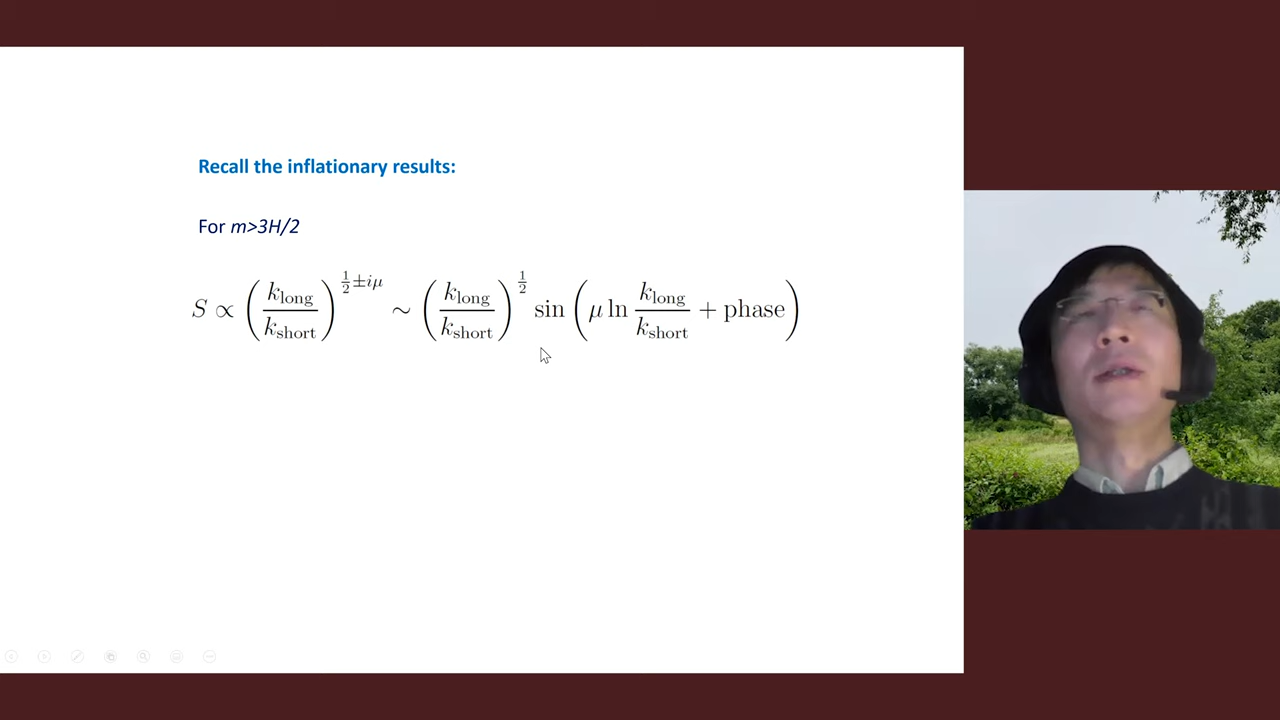 Recall the inflationary results:
For m>3H/2
S ∝ (k_long / k_short)^{1/2 ± iμ} ∼ (k_long / k_short)^{1/2} sin (μ ln k_long / k_short + phase)